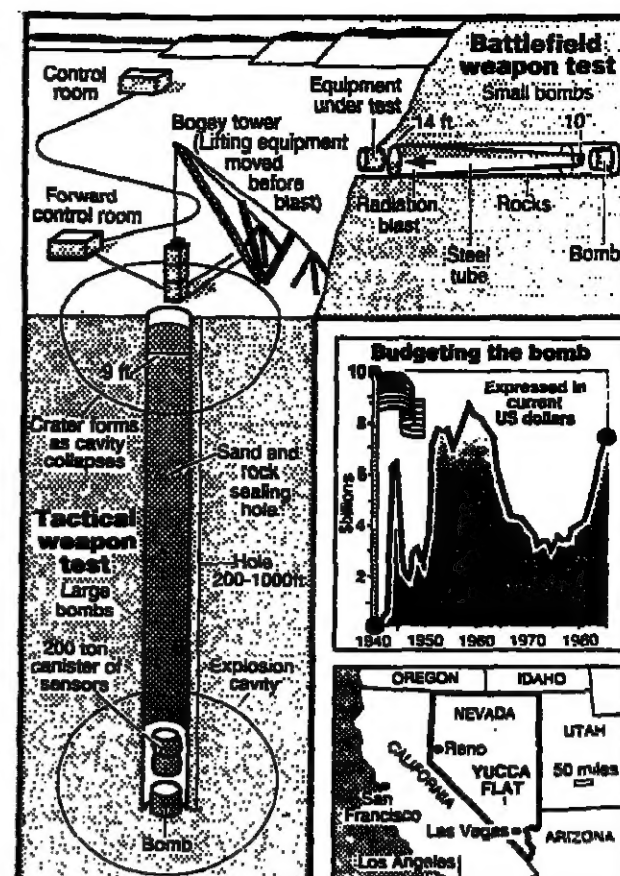 Control
room
Bogey tower
(Lifting equipment
moved
before
blast)
Forward
control room
9 ft.
Crater forms
as cavity
collapses
Sand and
rock
sealing
hole
Tactical
weapon
test
Large
bombs
Hole
200-1000ft.
200 ton
canister of
sensors
Explosion
cavity
Bomb
Battlefield
weapon test
Small bombs
Equipment
under test
14 ft.
10"
Radiation
blast
Rocks
Steel
tube
Bomb
Budgeting the bomb
Expressed in
current
US dollars
$billions
10
8
6
4
2
1940 1950 1960 1970 1980
OREGON
IDAHO
NEVADA
UTAH
Reno
CALIFORNIA
YUCCA
FLAT
50 miles
San
Francisco
Las Vegas
ARIZONA
Los Angeles